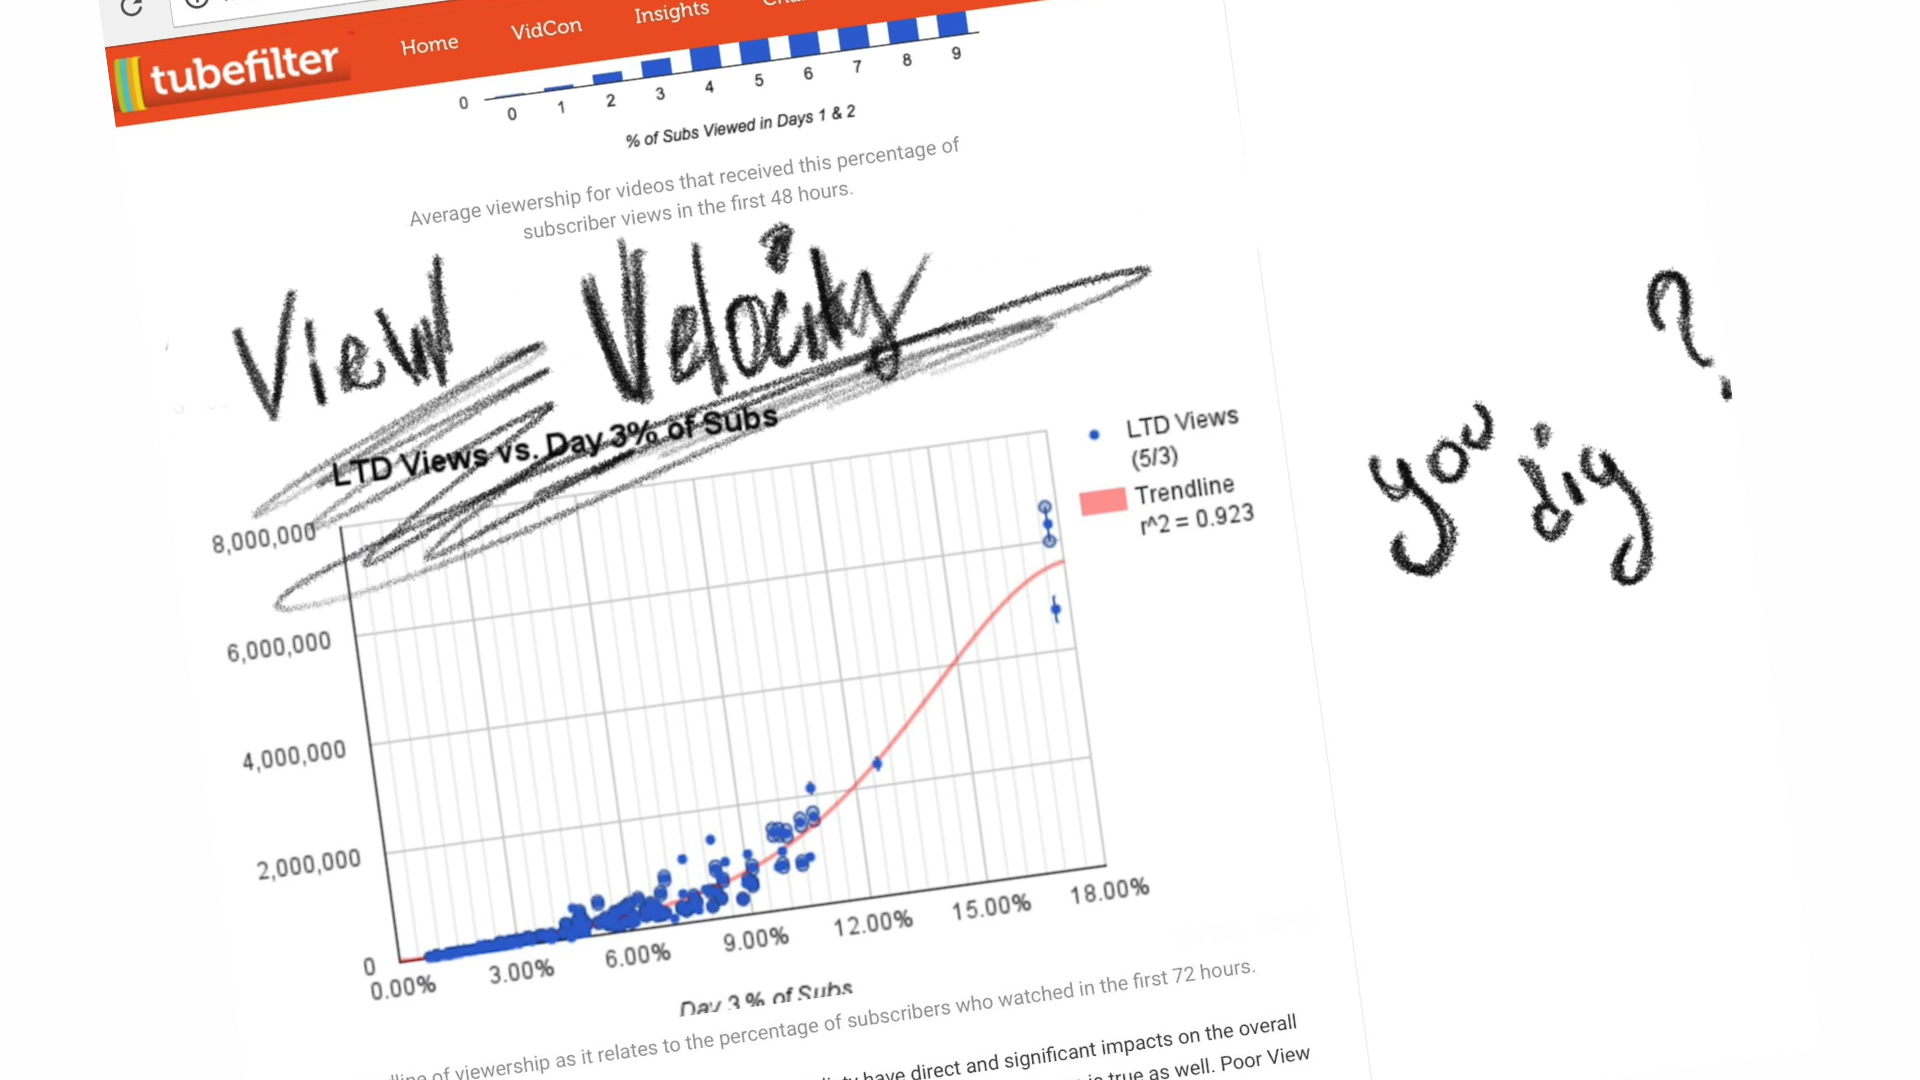 tubefilter
Home
VidCon
Insights
0
0 1 2 3 4 5 6 7 8 9
% of Subs Viewed in Days 1 & 2
Average viewership for videos that received this percentage of
subscriber views in the first 48 hours.
View Velocity
you dig ?
LTD Views vs. Day 3% of Subs
LTD Views
(5/3)
Trendline
r^2 = 0.923
8,000,000
6,000,000
4,000,000
2,000,000
0
0.00% 3.00% 6.00% 9.00% 12.00% 15.00% 18.00%
Day 3 % of Subs
of viewership as it relates to the percentage of subscribers who watched in the first 72 hours.
have direct and significant impacts on the overall
is true as well. Poor View